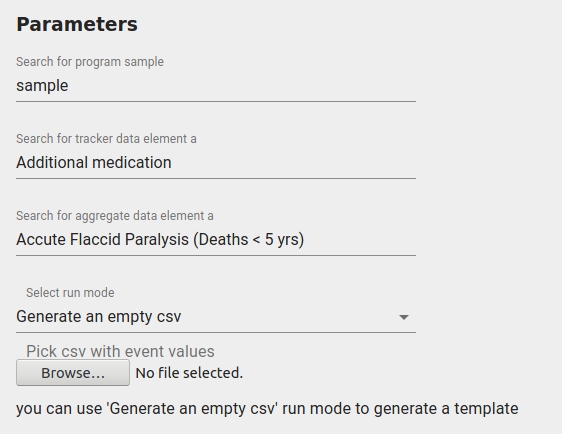 Parameters
Search for program sample
sample
Search for tracker data element a
Additional medication
Search for aggregate data element a
Accute Flaccid Paralysis (Deaths < 5 yrs)
Select run mode
Generate an empty csv
Pick csv with event values
Browse... No file selected.
you can use 'Generate an empty csv' run mode to generate a template